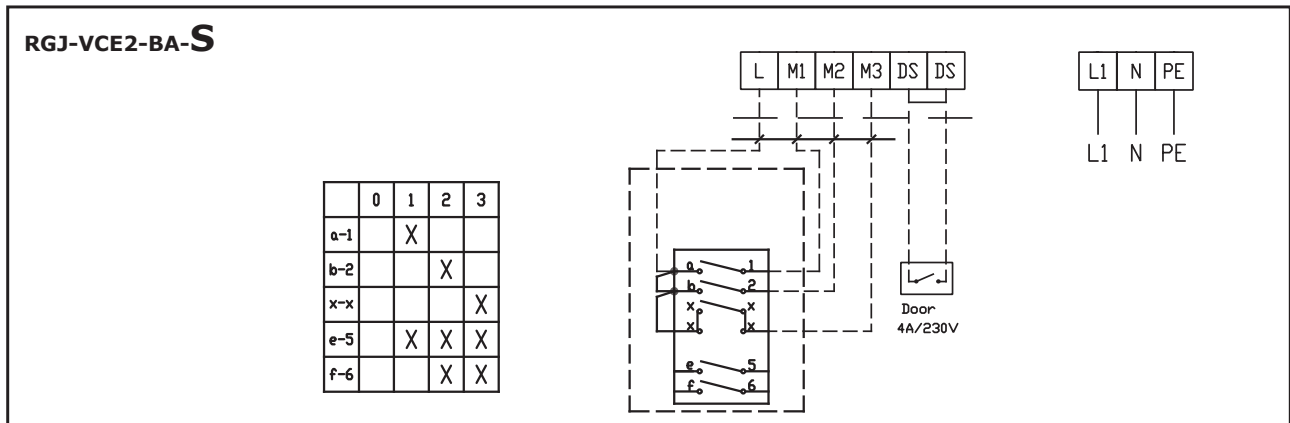 RGJ-VCE2-BA-S
L M1 M2 M3 DS DS
L1 N PE
L1 N PE
0 1 2 3
a-1 X
b-2 X
x-x X
e-5 X X X
f-6 X X
a 1
b 2
x x
x x
e 5
f 6
Door
4A/230V